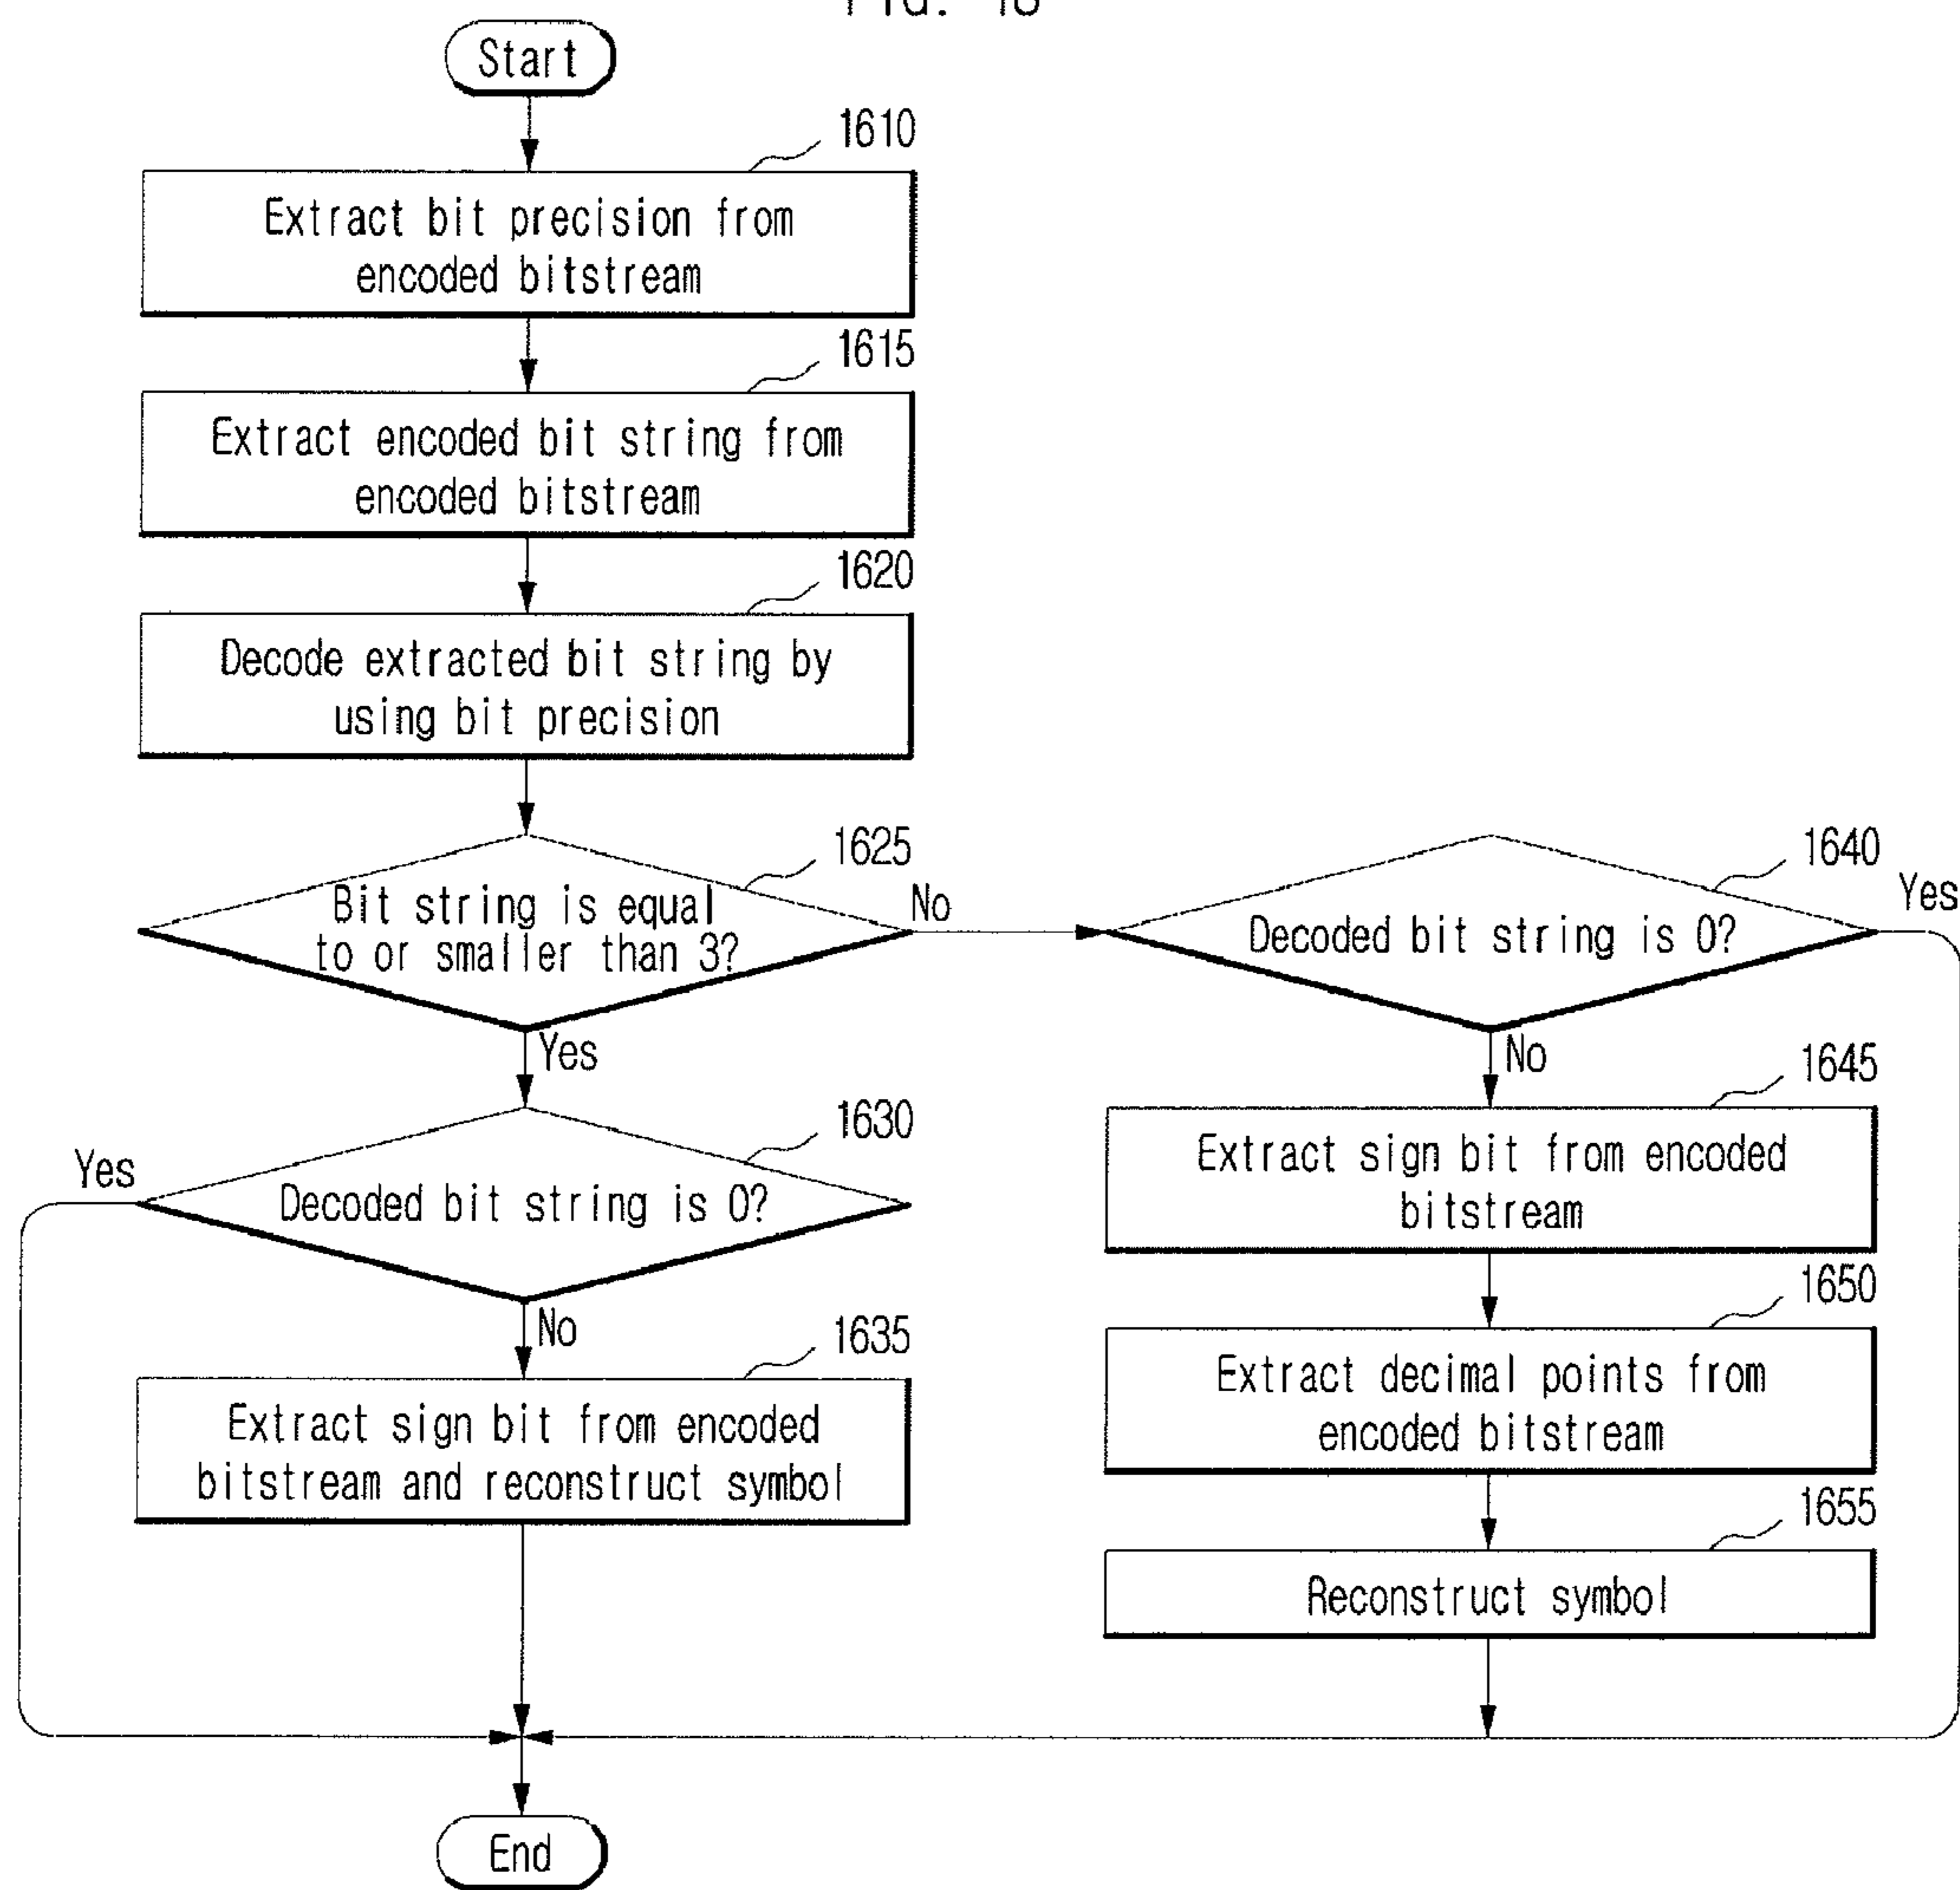 Start
1610
Extract bit precision from
encoded bitstream
1615
Extract encoded bit string from
encoded bitstream
1620
Decode extracted bit string by
using bit precision
1625
Bit string is equal
to or smaller than 3?
No
Yes
1640
Decoded bit string is 0?
Yes
No
1630
Decoded bit string is 0?
Yes
No
1635
Extract sign bit from encoded
bitstream and reconstruct symbol
1645
Extract sign bit from encoded
bitstream
1650
Extract decimal points from
encoded bitstream
1655
Reconstruct symbol
End